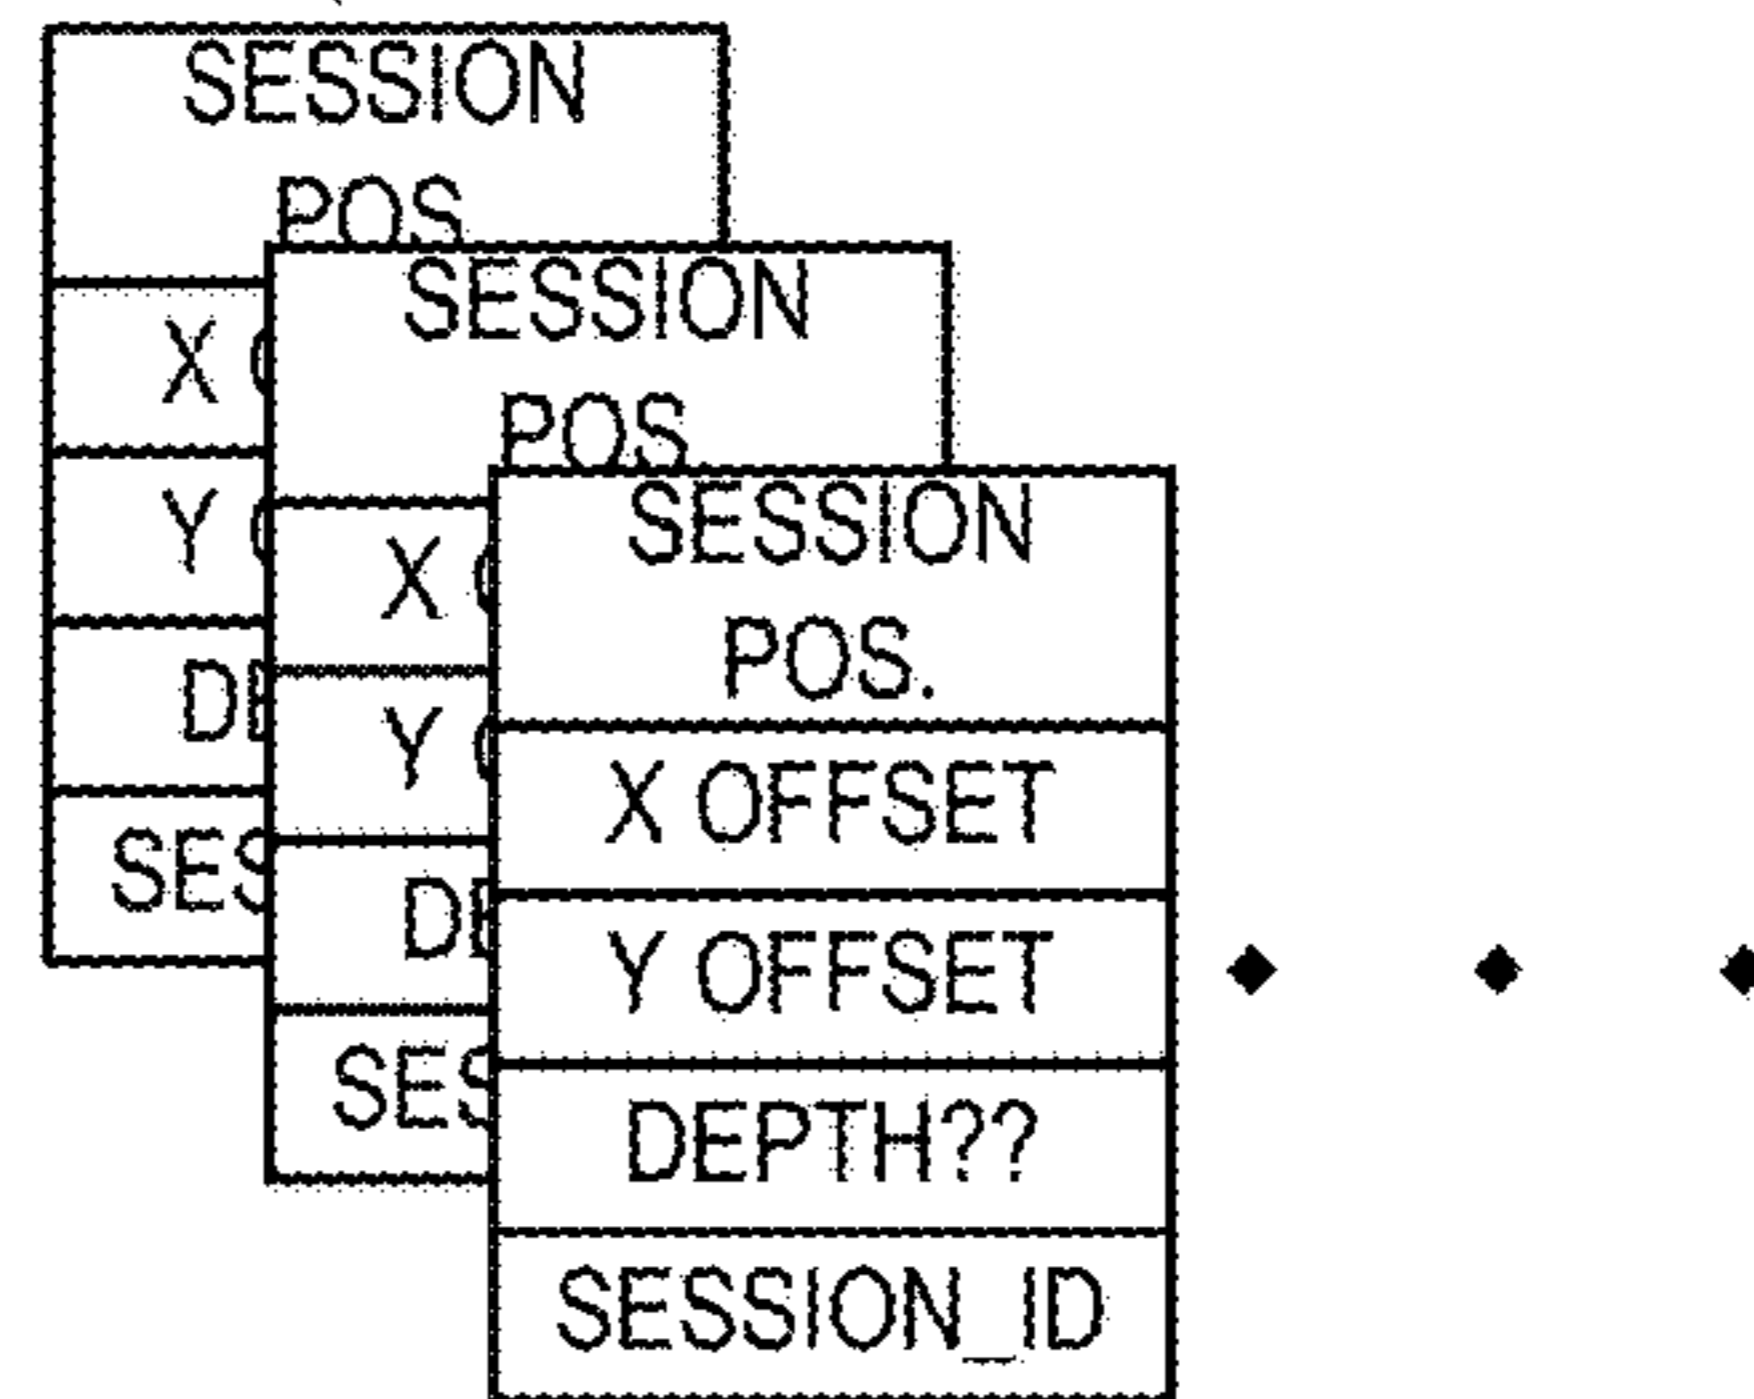 SESSION
POS
X
Y
SESSION
POS
X
Y
SESSION
POS.
X OFFSET
Y OFFSET
DEPTH??
SESSION_ID